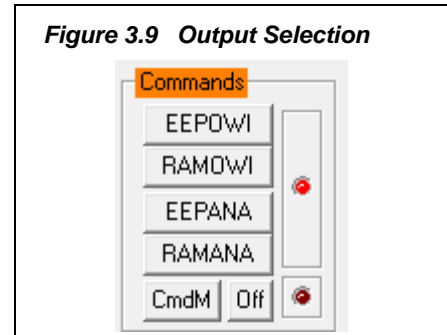 Figure 3.9 Output Selection
Commands
EEPOWI
RAMOWI
EEPANA
RAMANA
CmdM Off